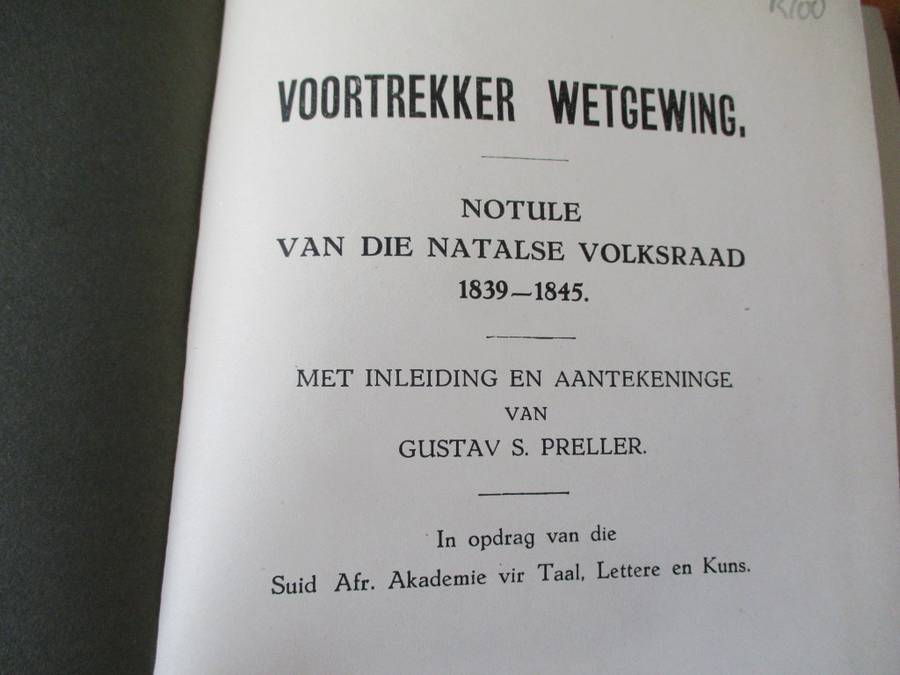 R100
VOORTREKKER WETGEWING.
NOTULE
VAN DIE NATALSE VOLKSRAAD
1839—1845.
MET INLEIDING EN AANTEKENINGE
VAN
GUSTAV S. PRELLER.
In opdrag van die
Suid Afr. Akademie vir Taal, Lettere en Kuns.